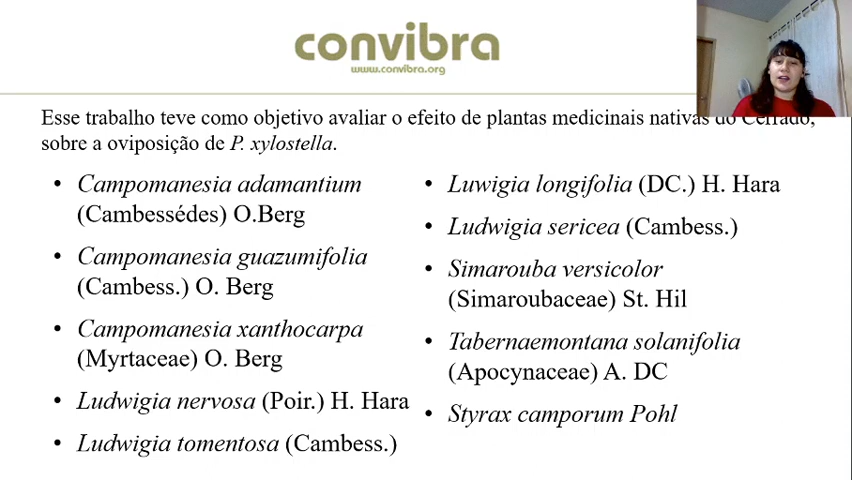 convibra
www.convibra.org
Esse trabalho teve como objetivo avaliar o efeito de plantas medicinais nativas do Cerrado,
sobre a oviposição de P. xylostella.
• Campomanesia adamantium
(Cambessédes) O.Berg
• Campomanesia guazumifolia
(Cambess.) O. Berg
• Campomanesia xanthocarpa
(Myrtaceae) O. Berg
• Ludwigia nervosa (Poir.) H. Hara
• Ludwigia tomentosa (Cambess.)
• Luwigia longifolia (DC.) H. Hara
• Ludwigia sericea (Cambess.)
• Simarouba versicolor
(Simaroubaceae) St. Hil
• Tabernaemontana solanifolia
(Apocynaceae) A. DC
• Styrax camporum Pohl